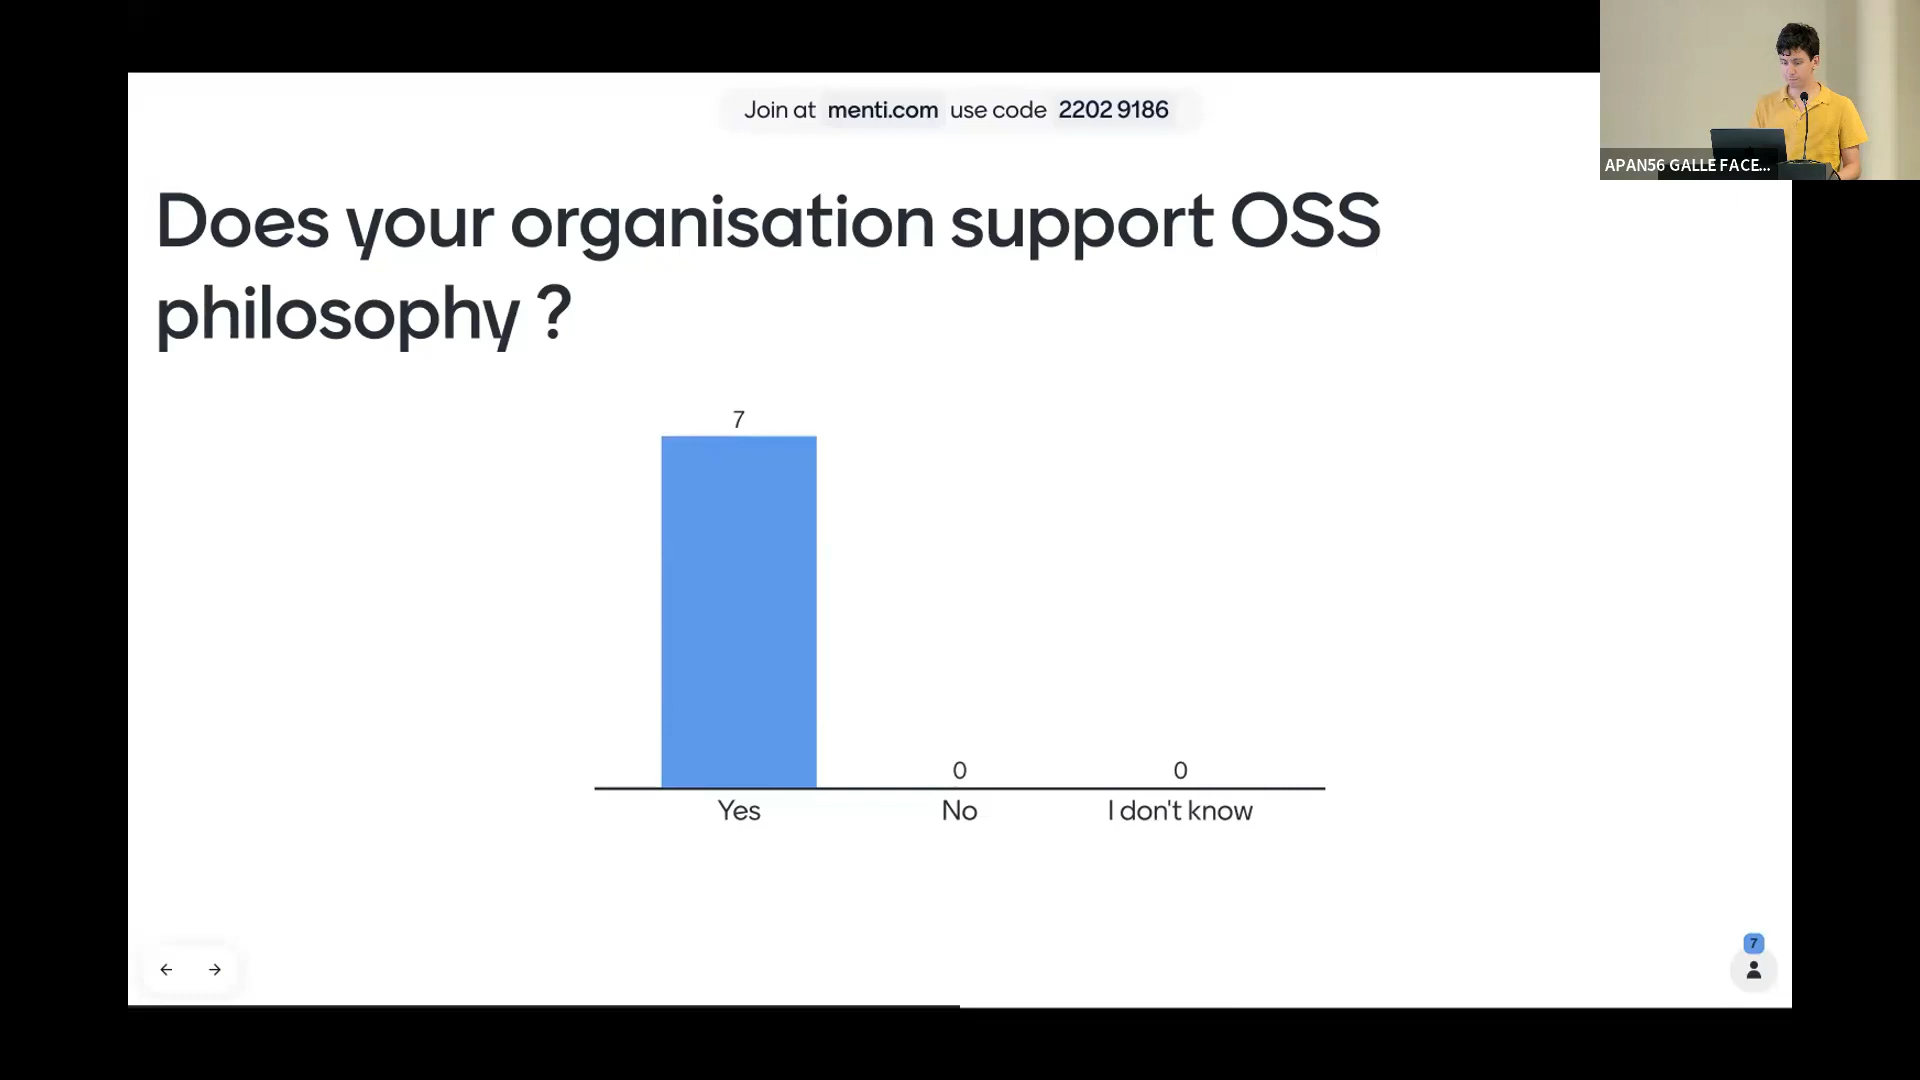 Join at menti.com use code 2202 9186
APAN56 GALLE FACE...
Does your organisation support OSS
philosophy ?
7
0
0
Yes
No
I don't know
7